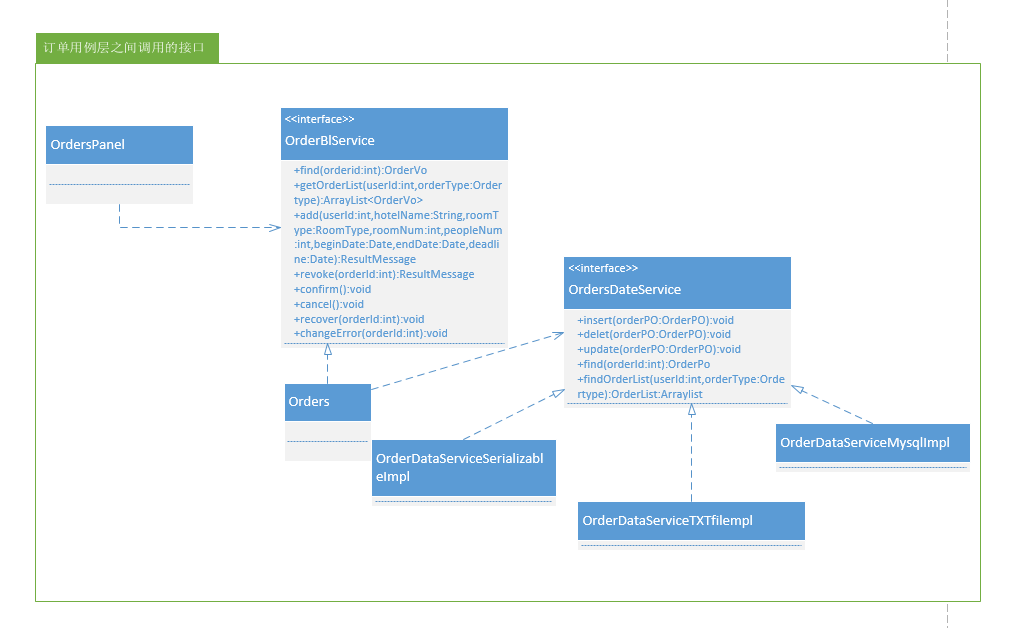 订单用例层之间调用的接口
OrdersPanel
<<interface>>
OrderBlService
+find(orderid:int):OrderVo
+getOrderList(userId:int,orderType:Order
type):ArrayList<OrderVo>
+add(userId:int,hotelName:String,roomT
ype:RoomType,roomNum:int,peopleNum
:int,beginDate:Date,endDate:Date,deadli
ne:Date):ResultMessage
+revoke(orderId:int):ResultMessage
+confirm():void
+cancel():void
+recover(orderId:int):void
+changeError(orderId:int):void
<<interface>>
OrdersDateService
+insert(orderPO:OrderPO):void
+delet(orderPO:OrderPO):void
+update(orderPO:OrderPO):void
+find(orderId:int):OrderPo
+findOrderList(userId:int,orderType:Orde
rtype):OrderList:Arraylist
Orders
OrderDataServiceSerializabl
eImpl
OrderDataServiceMysqlImpl
OrderDataServiceTXTfilempl